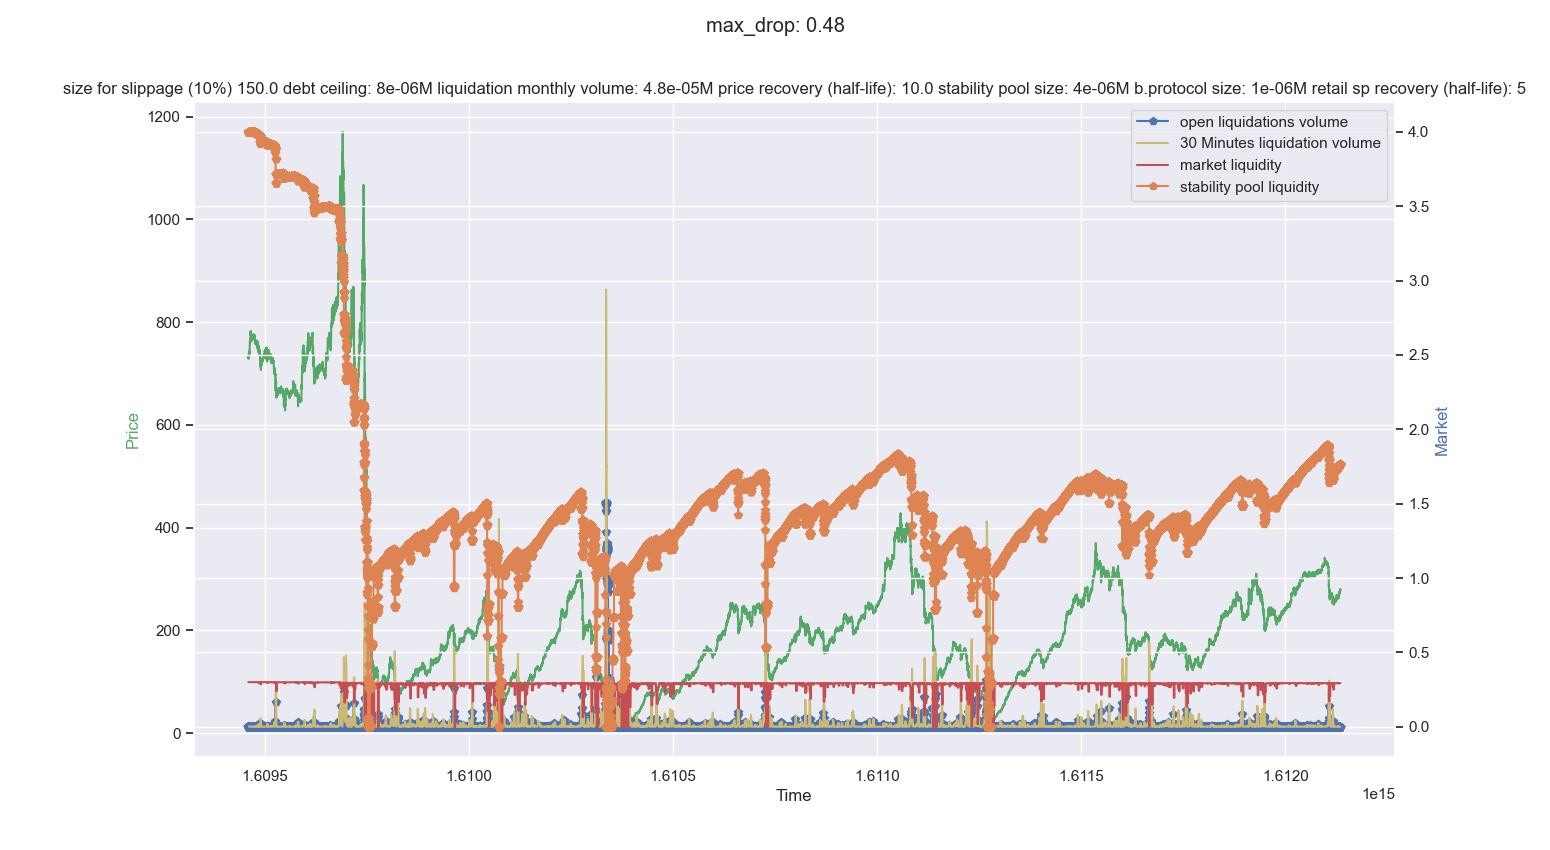 max_drop: 0.48
size for slippage (10%) 150.0 debt ceiling: 8e-06M liquidation monthly volume: 4.8e-05M price recovery (half-life): 10.0 stability pool size: 4e-06M b.protocol size: 1e-06M retail sp recovery (half-life): 5
open liquidations volume
30 Minutes liquidation volume
market liquidity
stability pool liquidity
1200
1000
800
600
400
200
0
Price
4.0
3.5
3.0
2.5
2.0
1.5
1.0
0.5
0.0
Market
1.6095 1.6100 1.6105 1.6110 1.6115 1.6120
1e15
Time